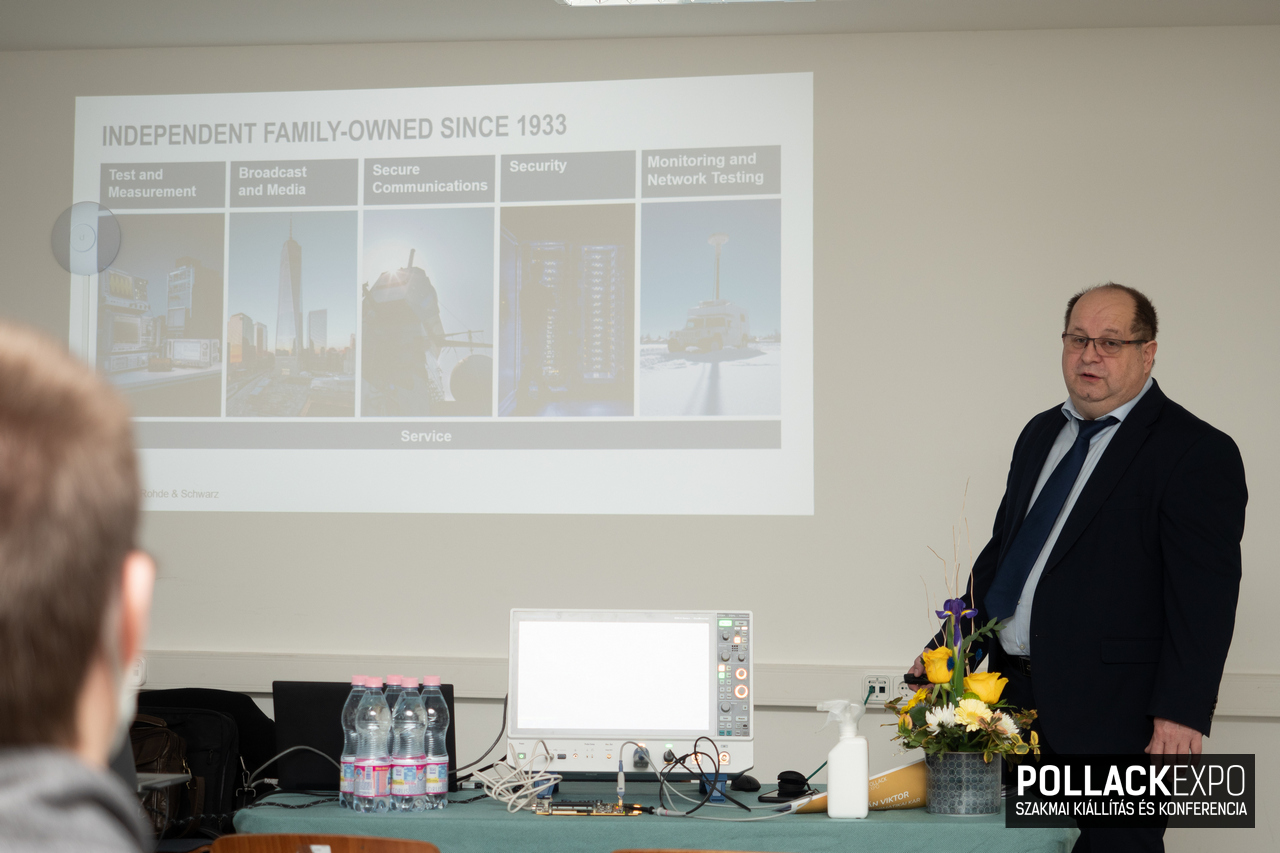 INDEPENDENT FAMILY-OWNED SINCE 1933
Test and
Measurement
Broadcast
and Media
Secure
Communications
Security
Monitoring and
Network Testing
Service
Rohde & Schwarz
VIKTOR
POLLACKEXPO
SZAKMAI KIÁLLÍTÁS ÉS KONFERENCIA